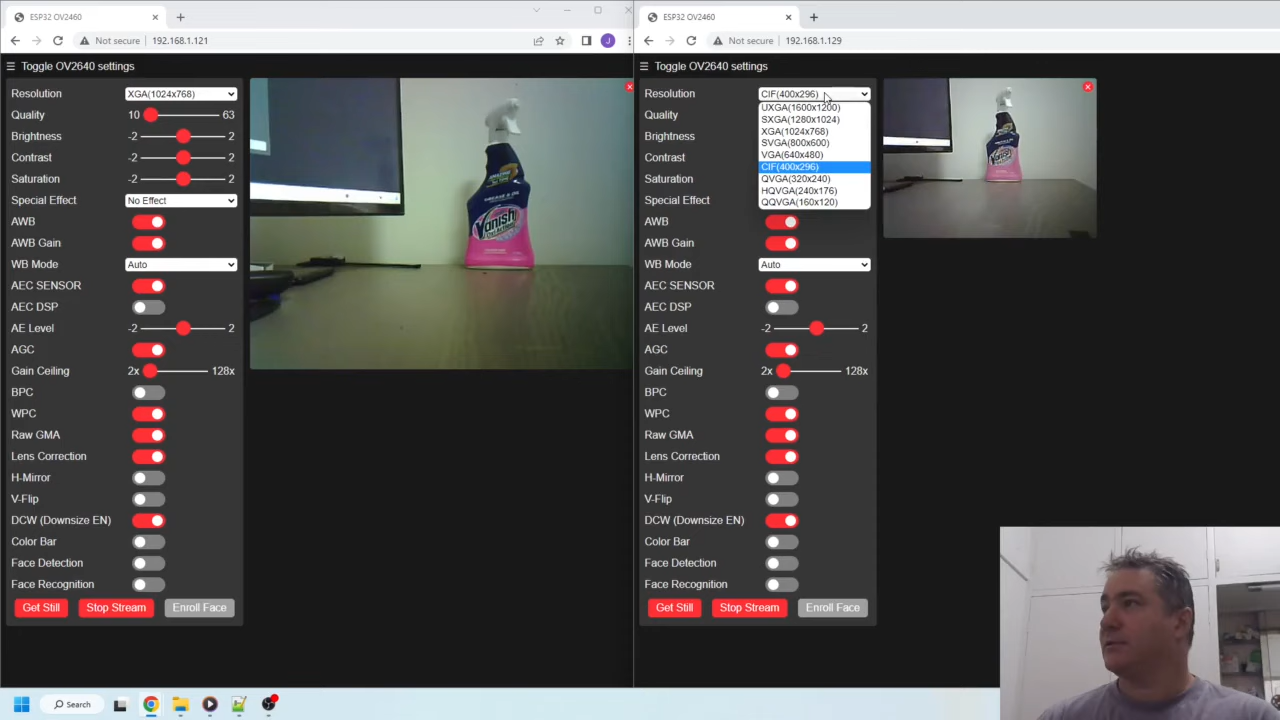 ESP32 OV2460
Not secure
192.168.1.121
J
Toggle OV2640 settings
Resolution
XGA(1024x768)
Quality
10
63
Brightness
-2
2
Contrast
-2
2
Saturation
-2
2
Special Effect
No Effect
AWB
AWB Gain
WB Mode
Auto
AEC SENSOR
AEC DSP
AE Level
-2
2
AGC
Gain Ceiling
2x
128x
BPC
WPC
Raw GMA
Lens Correction
H-Mirror
V-Flip
DCW (Downsize EN)
Color Bar
Face Detection
Face Recognition
Get Still
Stop Stream
Enroll Face
Vanish
ESP32 OV2460
Not secure
192.168.1.129
Toggle OV2640 settings
Resolution
CIF(400x296)
UXGA(1600x1200)
SXGA(1280x1024)
XGA(1024x768)
SVGA(800x600)
VGA(640x480)
CIF(400x296)
QVGA(320x240)
HQVGA(240x176)
QQVGA(160x120)
Quality
Brightness
Contrast
Saturation
Special Effect
AWB
AWB Gain
WB Mode
Auto
AEC SENSOR
AEC DSP
AE Level
-2
2
AGC
Gain Ceiling
2x
128x
BPC
WPC
Raw GMA
Lens Correction
H-Mirror
V-Flip
DCW (Downsize EN)
Color Bar
Face Detection
Face Recognition
Get Still
Stop Stream
Enroll Face
Vanish
Search